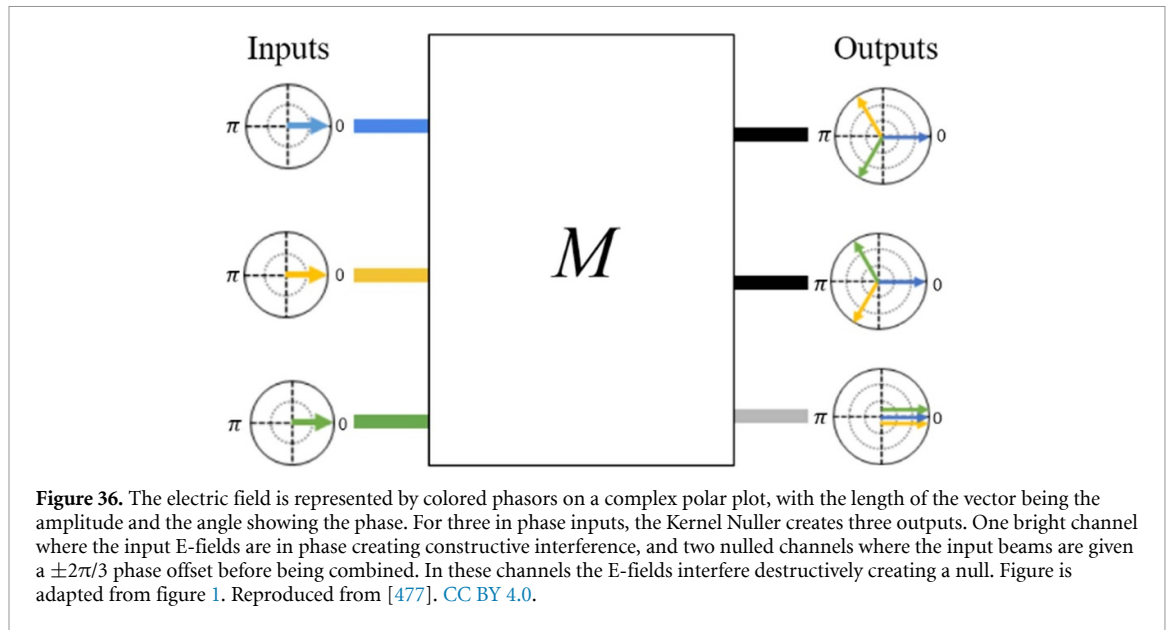 Inputs
Outputs
π
0
π
0
π
0
M
π
0
π
0
π
0
Figure 36. The electric field is represented by colored phasors on a complex polar plot, with the length of the vector being the
amplitude and the angle showing the phase. For three in phase inputs, the Kernel Nuller creates three outputs. One bright channel
where the input E-fields are in phase creating constructive interference, and two nulled channels where the input beams are given
a ±2π/3 phase offset before being combined. In these channels the E-fields interfere destructively creating a null. Figure is
adapted from figure 1. Reproduced from [477]. CC BY 4.0.